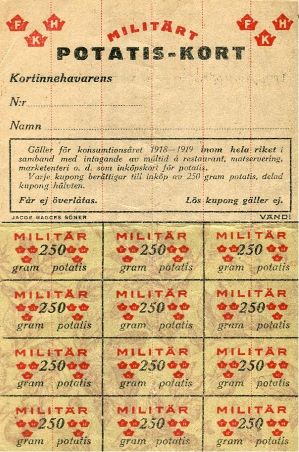 F H K
MILITÄRT
F H K
POTATIS-KORT
Kortinnehavarens
N:r
Namn
Gäller för konsumtionsåret 1918—1919 inom hela riket i
samband med intagande av måltid å restaurant, matservering,
marketenteri o. d. som inköpskort för potatis.
Varje kupong berättigar till inköp av 250 gram potatis, delad
kupong hälvten.
Får ej överlåtas. Lös kupong gäller ej.
JACOB BAGGES SÖNER VÄND!
MILITÄR MILITÄR MILITÄR
250 250 250
gram potatis gram potatis gram potatis
MILITÄR MILITÄR MILITÄR
250 250 250
gram potatis gram potatis gram potatis
MILITÄR MILITÄR MILITÄR
250 250 250
gram potatis gram potatis gram potatis
MILITÄR MILITÄR MILITÄR
250 250 250
gram potatis gram potatis gram potatis